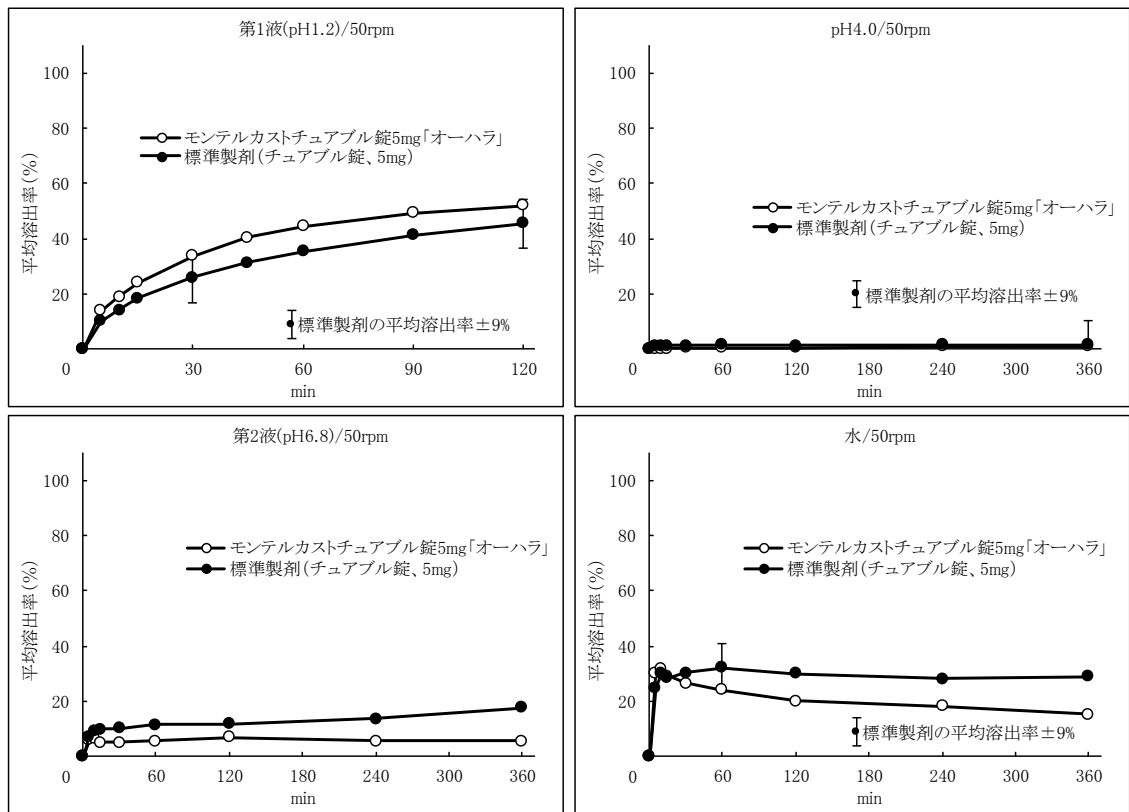 第1液(pH1.2)/50rpm
平均溶出率(%)
100
80
60
40
20
0
30
60
90
120
min
モンテルカストチュアブル錠5mg「オーハラ」
標準製剤(チュアブル錠、5mg)
標準製剤の平均溶出率±9%
pH4.0/50rpm
平均溶出率(%)
100
80
60
40
20
0
60
120
180
240
300
360
min
モンテルカストチュアブル錠5mg「オーハラ」
標準製剤(チュアブル錠、5mg)
標準製剤の平均溶出率±9%
第2液(pH6.8)/50rpm
平均溶出率(%)
100
80
60
40
20
0
60
120
180
240
300
360
min
モンテルカストチュアブル錠5mg「オーハラ」
標準製剤(チュアブル錠、5mg)
水/50rpm
平均溶出率(%)
100
80
60
40
20
0
60
120
180
240
300
360
min
モンテルカストチュアブル錠5mg「オーハラ」
標準製剤(チュアブル錠、5mg)
標準製剤の平均溶出率±9%